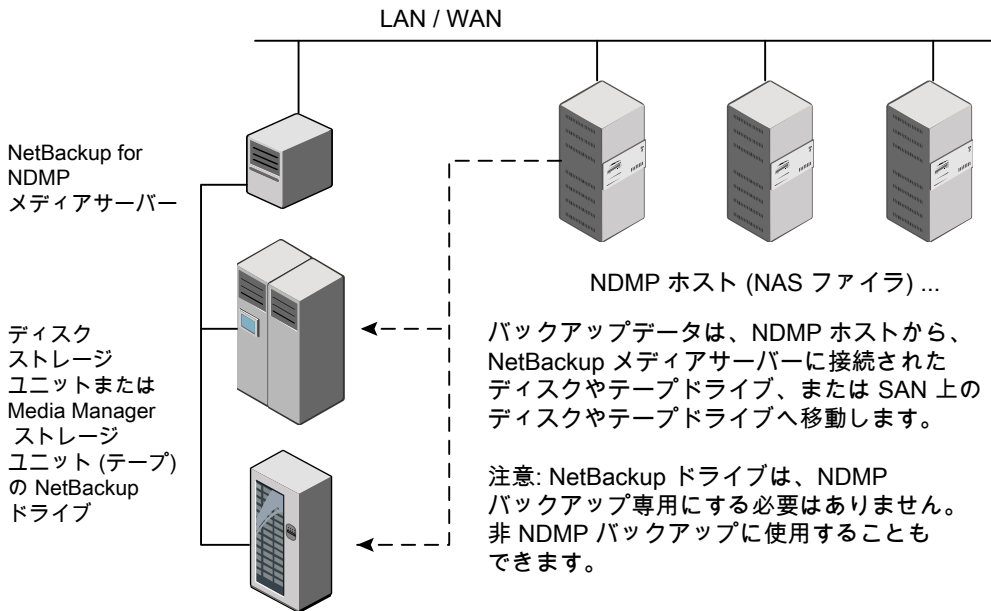 LAN / WAN
NetBackup for
NDMP
メディアサーバー
ディスク
ストレージ
ユニットまたは
Media Manager
ストレージ
ユニット (テープ)
の NetBackup
ドライブ
NDMP ホスト (NAS ファイラ) ...
バックアップデータは、NDMP ホストから、
NetBackup メディアサーバーに接続された
ディスクやテープドライブ、または SAN 上の
ディスクやテープドライブへ移動します。
注意: NetBackup ドライブは、NDMP
バックアップ専用にする必要はありません。
非 NDMP バックアップに使用することも
できます。